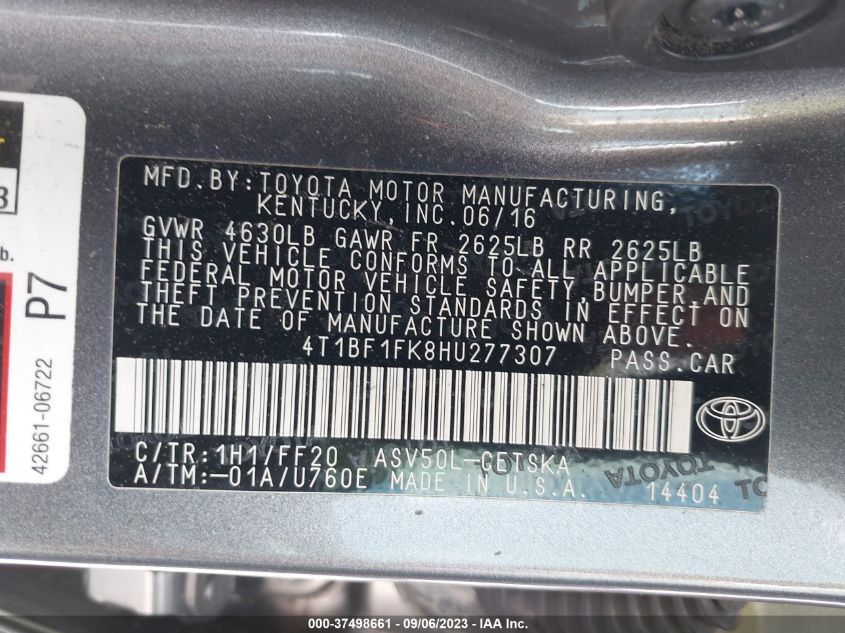 MFD.BY:TOYOTA MOTOR MANUFACTURING,
KENTUCKY, INC.06/16
GVWR 4630LB GAWR FR 2625LB RR 2625LB
THIS VEHICLE CONFORMS TO ALL APPLICABLE
FEDERAL MOTOR VEHICLE SAFETY,BUMPER,AND
THEFT PREVENTION STANDARDS IN EFFECT ON
THE DATE OF MANUFACTURE SHOWN ABOVE.
4T1BF1FK8HU277307 PASS.CAR
C/TR:1H1/FF20 ASV50L-CETSKA
A/TM:-01A/U760E MADE IN U.S.A. 14404
3
b.
P7
42661-06722
TOYOTA
000-37498661 - 09/06/2023 - IAA Inc.